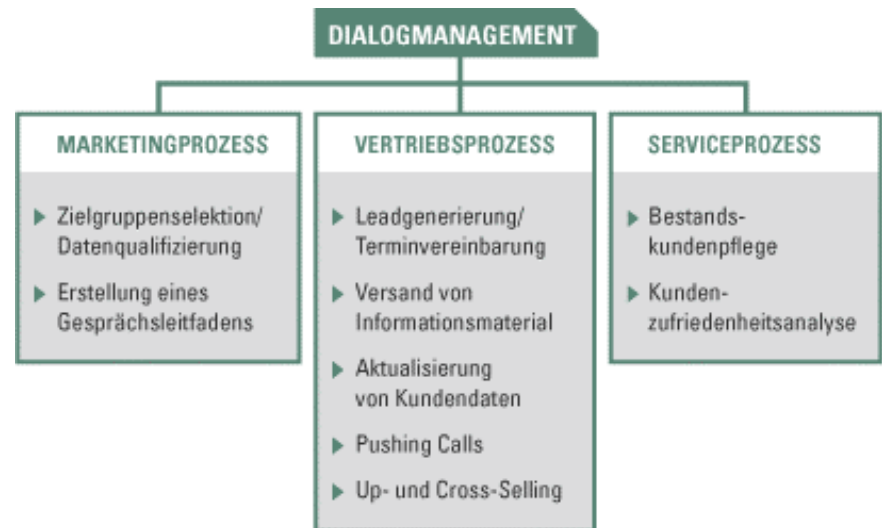 DIALOGMANAGEMENT
MARKETINGPROZESS
Zielgruppenselektion/
Datenqualifizierung
Erstellung eines
Gesprächsleitfadens
VERTRIEBSPROZESS
Leadgenerierung/
Terminvereinbarung
Versand von
Informationsmaterial
Aktualisierung
von Kundendaten
Pushing Calls
Up- und Cross-Selling
SERVICEPROZESS
Bestands-
kundenpflege
Kunden-
zufriedenheitsanalyse